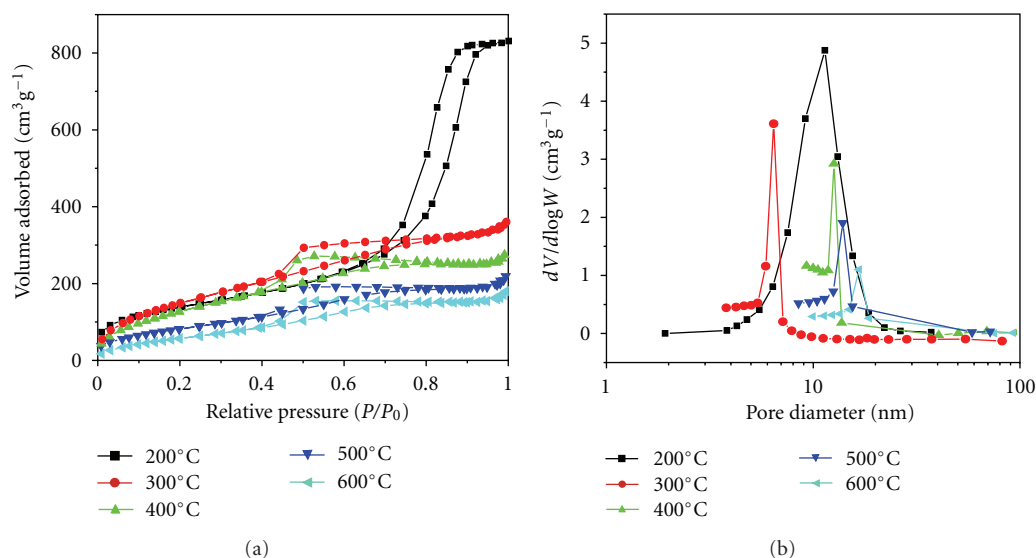 800
600
400
200
0
0
0.2
0.4
0.6
0.8
1
Volume adsorbed (cm³g⁻¹)
Relative pressure (P/P₀)
200°C
300°C
400°C
500°C
600°C
(a)
5
4
3
2
1
0
1
10
100
dV/dlogW (cm³g⁻¹)
Pore diameter (nm)
200°C
300°C
400°C
500°C
600°C
(b)